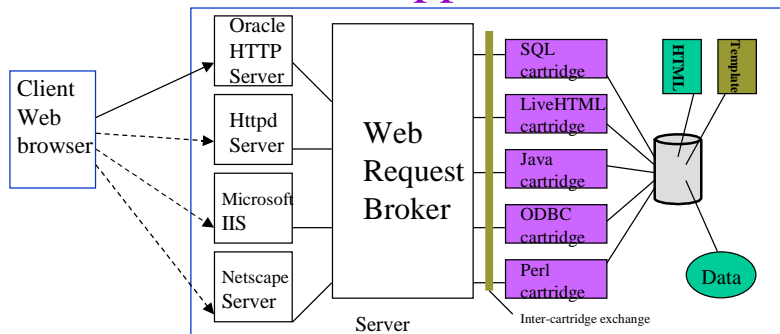 Oracle
HTTP
Server
Client
Web
browser
Httpd
Server
Microsoft
IIS
Netscape
Server
Web
Request
Broker
Server
SQL
cartridge
LiveHTML
cartridge
Java
cartridge
ODBC
cartridge
Perl
cartridge
Inter-cartridge exchange
HTML
Template
Data